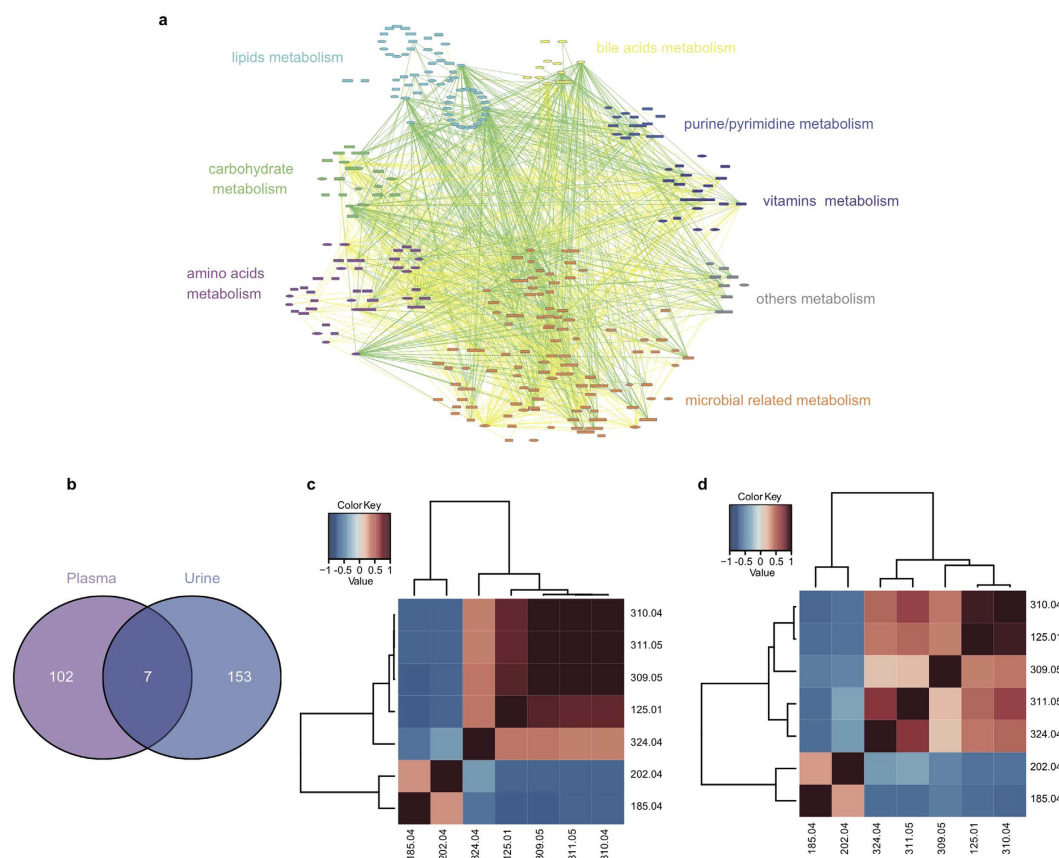 a
lipids metabolism
bile acids metabolism
purine/pyrimidine metabolism
carbohydrate
metabolism
vitamins metabolism
amino acids
metabolism
others metabolism
microbial related metabolism
b
Plasma
Urine
102
7
153
c
Color Key
−1 -0.5 0 0.5 1
Value
310.04
311.05
309.05
125.01
324.04
202.04
185.04
185.04
202.04
324.04
125.01
309.05
311.05
310.04
d
Color Key
−1 -0.5 0 0.5 1
Value
310.04
125.01
309.05
311.05
324.04
202.04
185.04
185.04
202.04
324.04
311.05
309.05
125.01
310.04